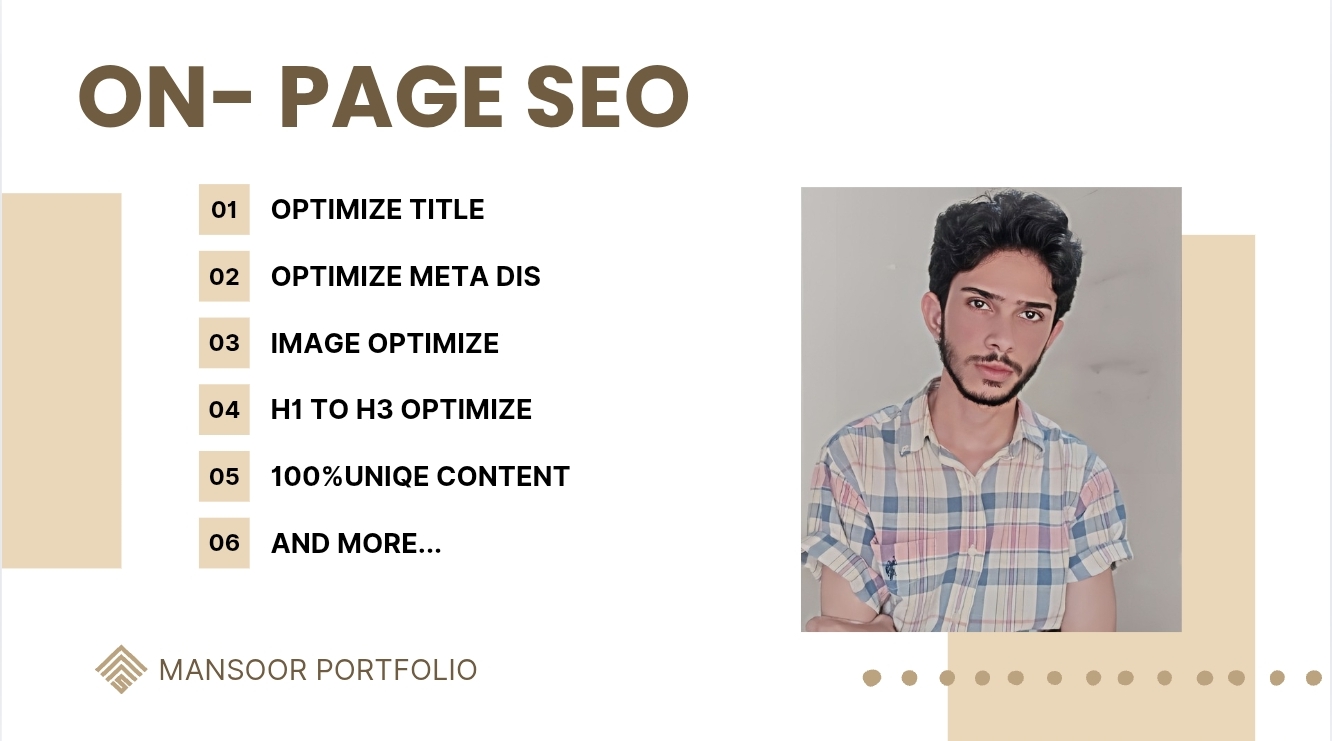 ON- PAGE SEO
01 OPTIMIZE TITLE
02 OPTIMIZE META DIS
03 IMAGE OPTIMIZE
04 H1 TO H3 OPTIMIZE
05 100%UNIQE CONTENT
06 AND MORE...
MANSOOR PORTFOLIO